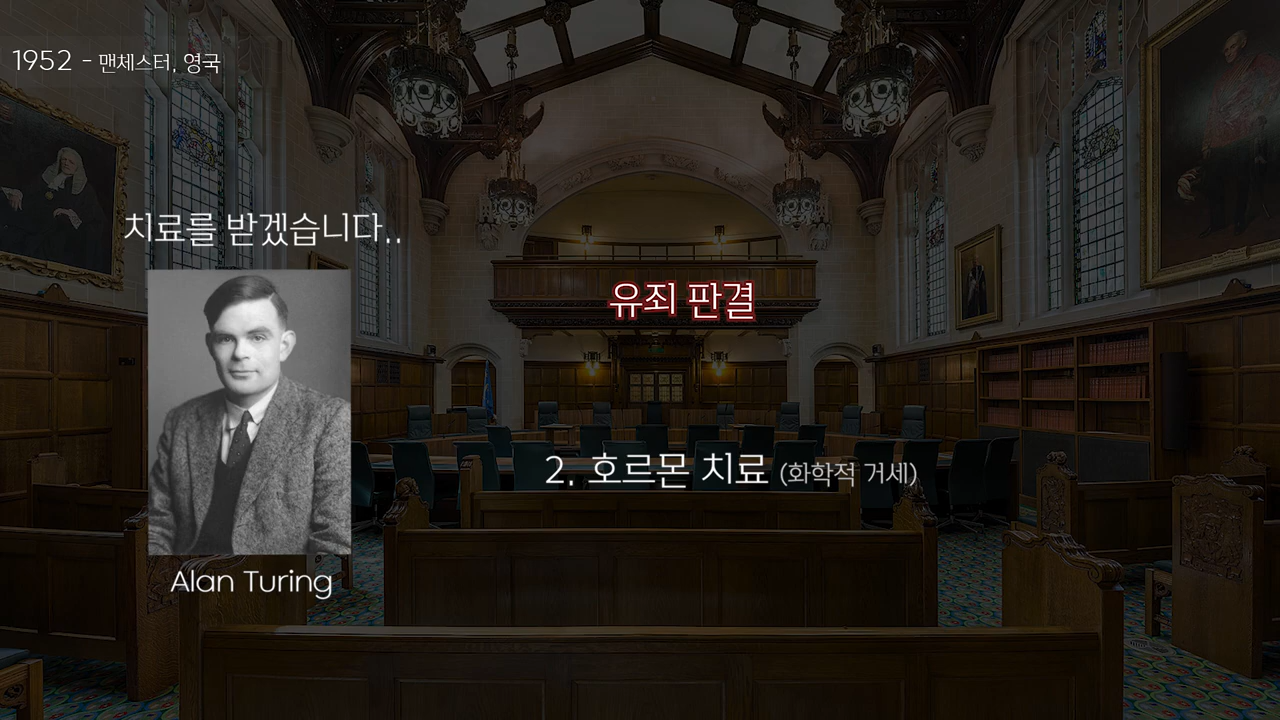 1952 - 맨체스터, 영국
치료를 받겠습니다..
유죄 판결
2. 호르몬 치료 (화학적 거세)
Alan Turing